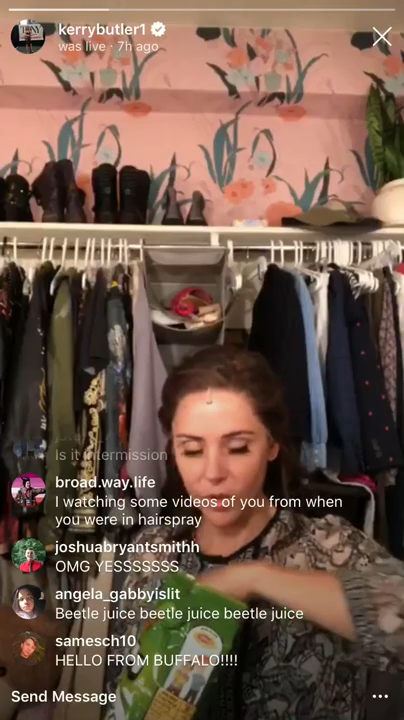 kerrybutler1
was live · 7h ago
Is it intermission
broad.way.life
I watching some videos of you from when
you were in hairspray
joshuabryantsmithh
OMG YESSSSSSS
angela_gabbyislit
Beetle juice beetle juice beetle juice
samesch10
HELLO FROM BUFFALO!!!!
Send Message